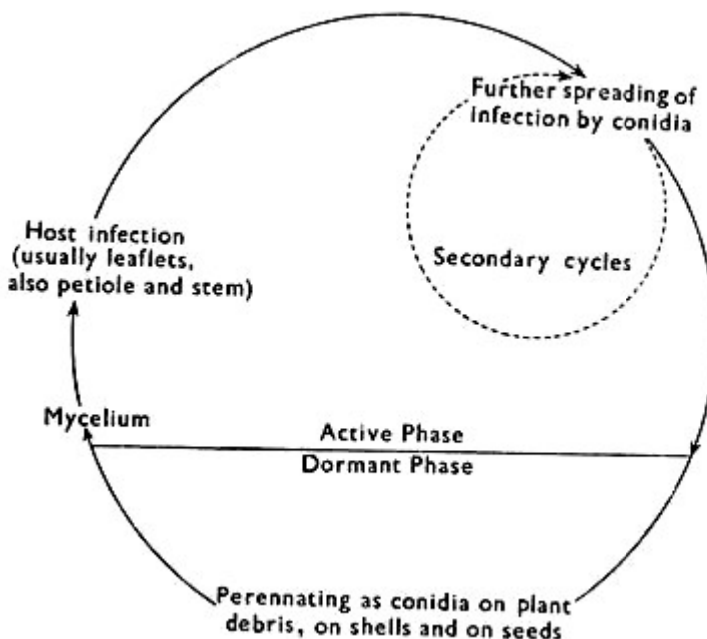 Further spreading of
infection by conidia
Host infection
(usually leaflets,
also petiole and stem)
Secondary cycles
Mycelium
Active Phase
Dormant Phase
Perennating as conidia on plant
debris, on shells and on seeds